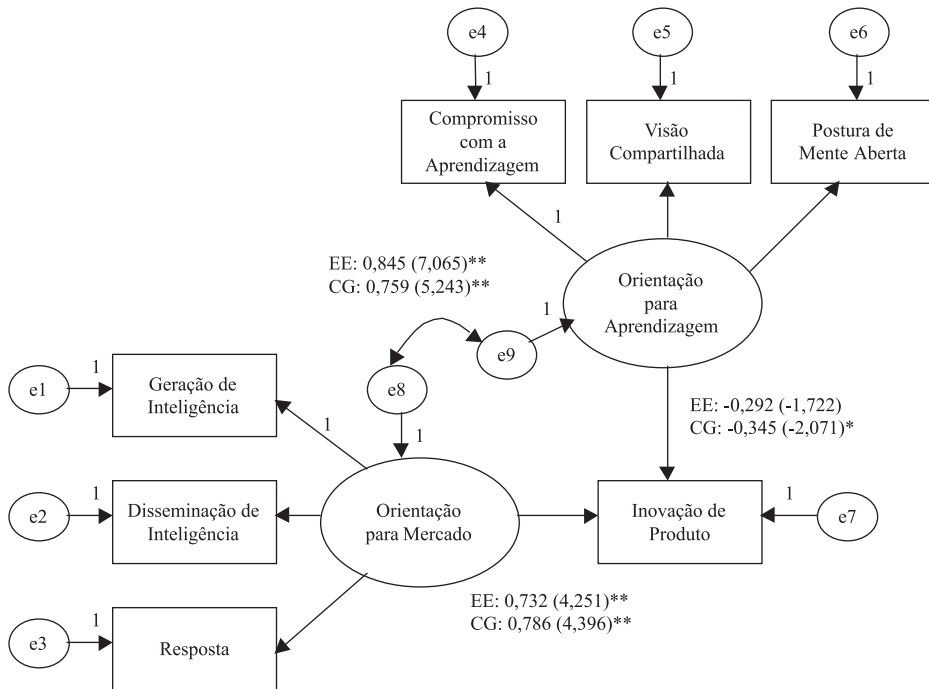 e4
e5
e6
1
1
1
Compromisso
com a
Aprendizagem
Visão
Compartilhada
Postura de
Mente Aberta
1
EE: 0,845 (7,065)**
CG: 0,759 (5,243)**
Orientação
para
Aprendizagem
1
e9
e8
e1
1
Geração de
Inteligência
1
1
EE: -0,292 (-1,722)
CG: -0,345 (-2,071)*
e2
1
Disseminação de
Inteligência
Orientação
para Mercado
Inovação de
Produto
1
e7
EE: 0,732 (4,251)**
CG: 0,786 (4,396)**
e3
1
Resposta